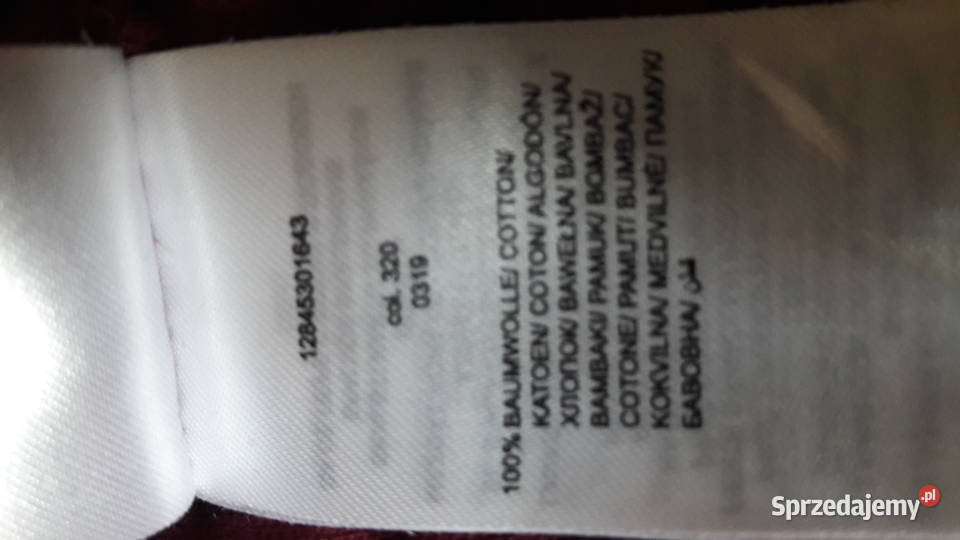 12845301643
col. 320
0319
100% BAUMWOLLE/ COTTON/
KATOEN/ COTON/ ALGODÓN/
ХЛОПОК/ BAWEŁNA/ BAVLNA/
BAMBAKI/ PAMUK/ BOMBAŽ/
COTONE/ PAMUT/ BUMBAC/
KOKVILNA/ MEDVILNĖ/ ПАМУК/
БАВОВНА/ قطن
Sprzedajemy.pl